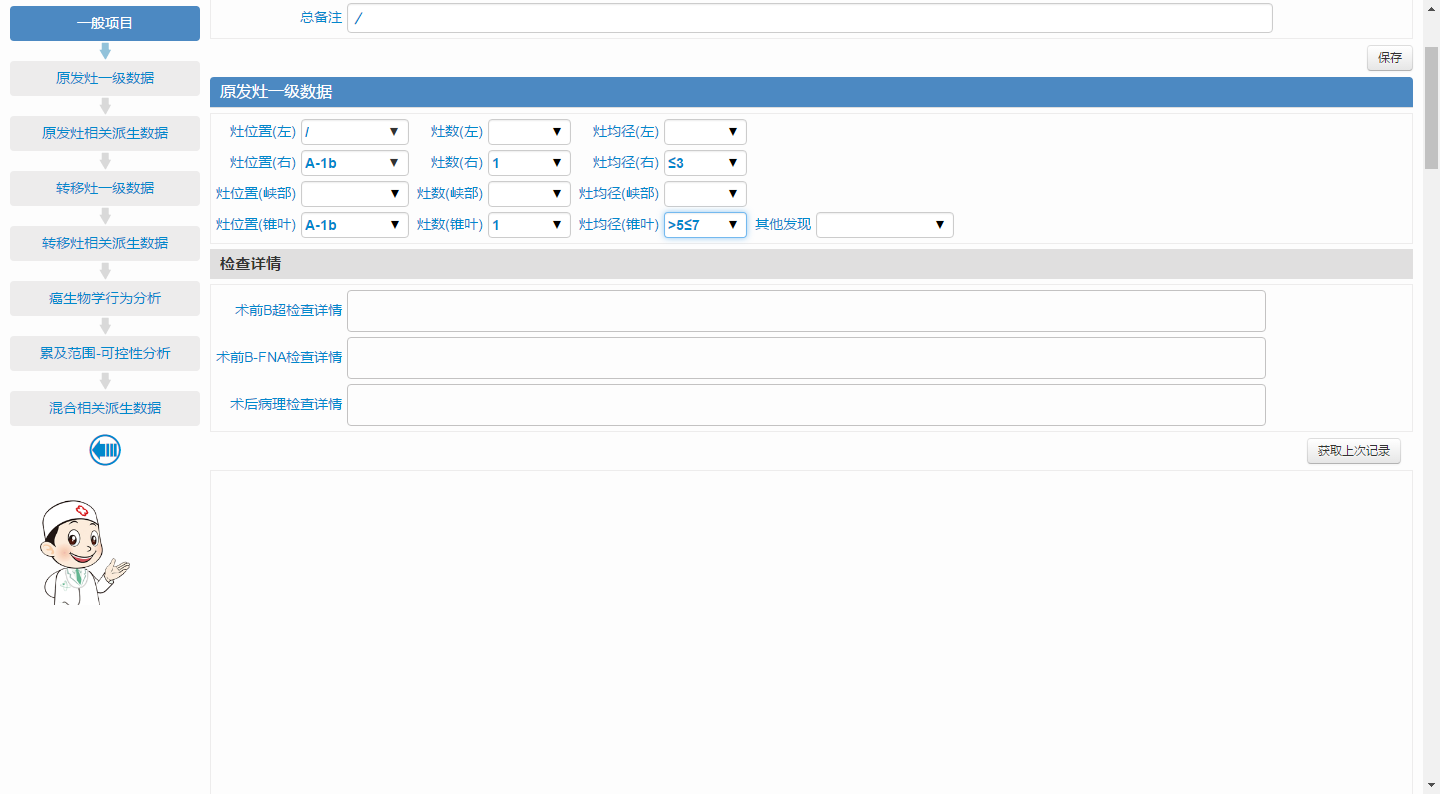 一般项目
原发灶一级数据
原发灶相关派生数据
转移灶一级数据
转移灶相关派生数据
癌生物学行为分析
累及范围-可控性分析
混合相关派生数据
总备注 /
保存
原发灶一级数据
灶位置(左) / 灶数(左) 灶均径(左)
灶位置(右) A-1b 灶数(右) 1 灶均径(右) ≤3
灶位置(峡部) 灶数(峡部) 灶均径(峡部)
灶位置(锥叶) A-1b 灶数(锥叶) 1 灶均径(锥叶) >5≤7 其他发现
检查详情
术前B超检查详情
术前B-FNA检查详情
术后病理检查详情
获取上次记录